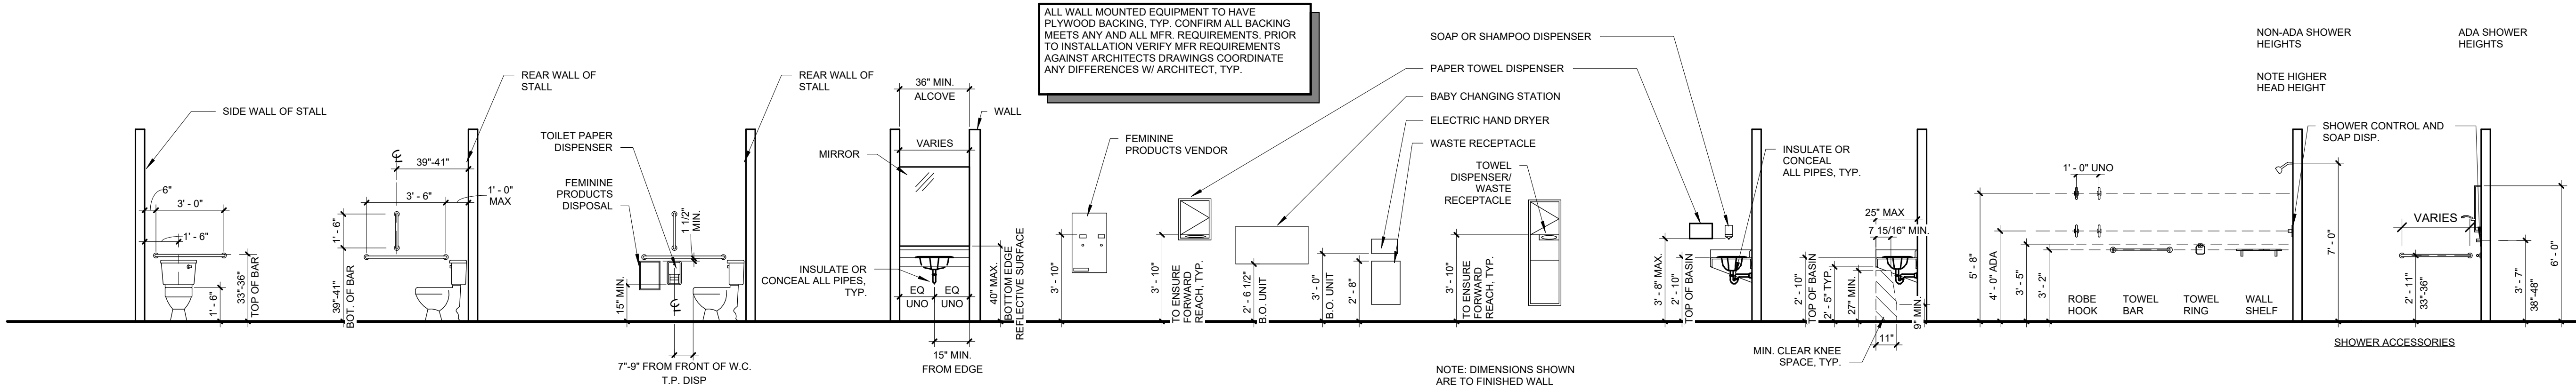 ALL WALL MOUNTED EQUIPMENT TO HAVE
PLYWOOD BACKING, TYP. CONFIRM ALL BACKING
MEETS ANY AND ALL MFR. REQUIREMENTS. PRIOR
TO INSTALLATION VERIFY MFR REQUIREMENTS
AGAINST ARCHITECTS DRAWINGS COORDINATE
ANY DIFFERENCES W/ ARCHITECT, TYP.
SIDE WALL OF STALL
6"
3' - 0"
1' - 6"
1' - 6"
33"-36"
TOP OF BAR
REAR WALL OF
STALL
39"-41"
3' - 6"
1' - 0"
MAX
1' - 6"
39"-41"
BOT. OF BAR
REAR WALL OF
STALL
TOILET PAPER
DISPENSER
FEMININE
PRODUCTS
DISPOSAL
1 1/2"
MIN.
15" MIN.
7"-9" FROM FRONT OF W.C.
T.P. DISP
36" MIN.
ALCOVE
WALL
VARIES
MIRROR
INSULATE OR
CONCEAL ALL PIPES,
TYP.
EQ
EQ
UNO
UNO
15" MIN.
FROM EDGE
40" MAX.
BOTTOM EDGE
REFLECTIVE SURFACE
FEMININE
PRODUCTS VENDOR
3' - 10"
3' - 10"
TO ENSURE
FORWARD
REACH, TYP.
SOAP OR SHAMPOO DISPENSER
PAPER TOWEL DISPENSER
BABY CHANGING STATION
ELECTRIC HAND DRYER
WASTE RECEPTACLE
TOWEL
DISPENSER/
WASTE
RECEPTACLE
2' - 6 1/2"
B.O. UNIT
3' - 0"
B.O. UNIT
2' - 8"
3' - 10"
TO ENSURE
FORWARD
REACH, TYP.
NOTE: DIMENSIONS SHOWN
ARE TO FINISHED WALL
3' - 8" MAX.
2' - 10"
TOP OF BASIN
INSULATE OR
CONCEAL
ALL PIPES, TYP.
25" MAX
7 15/16" MIN.
2' - 10"
TOP OF BASIN
2' - 5" TYP.
27" MIN.
9" MIN.
11"
MIN. CLEAR KNEE
SPACE, TYP.
NON-ADA SHOWER
HEIGHTS
NOTE HIGHER
HEAD HEIGHT
ADA SHOWER
HEIGHTS
SHOWER CONTROL AND
SOAP DISP.
1' - 0" UNO
5' - 8"
4' - 0" ADA
3' - 5"
3' - 2"
ROBE
HOOK
TOWEL
BAR
TOWEL
RING
WALL
SHELF
7' - 0"
VARIES
2' - 11"
33"-36"
3' - 7"
38"-48"
6' - 0"
SHOWER ACCESSORIES